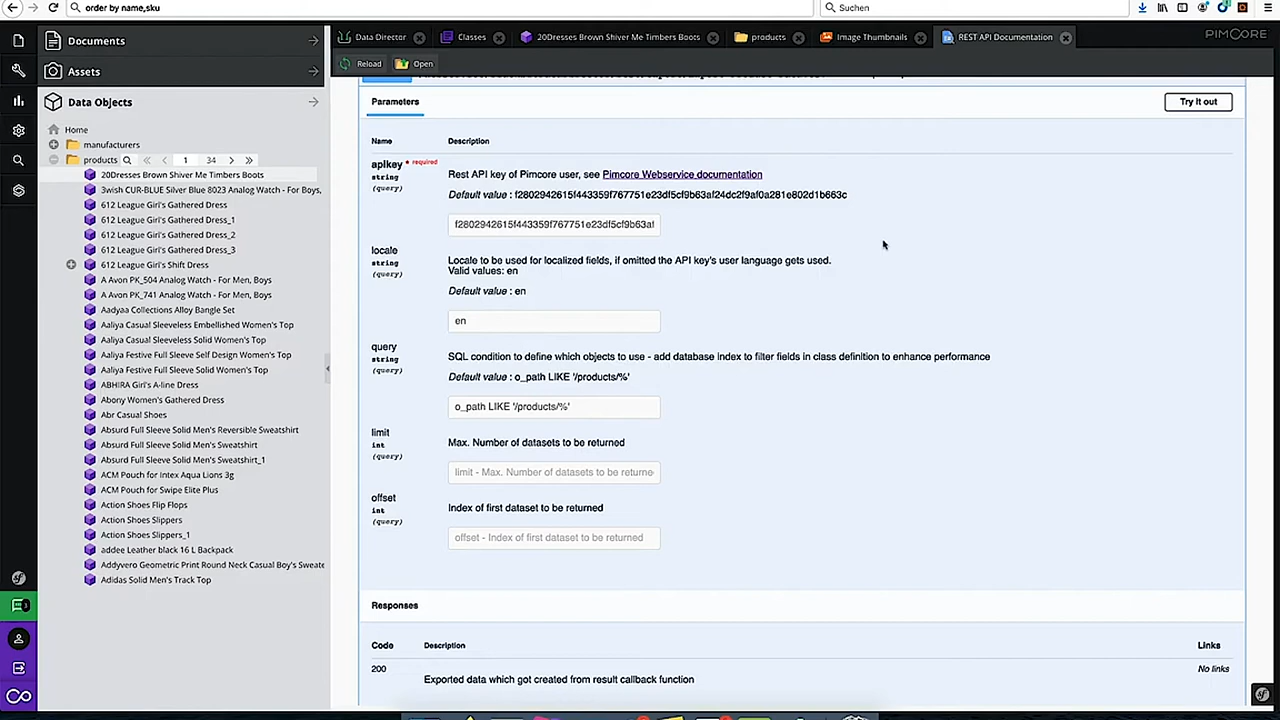 order by name,sku
Suchen
Documents
Assets
Data Objects
Home
manufacturers
products
1
34
20Dresses Brown Shiver Me Timbers Boots
3wish CUR-BLUE Silver Blue 8023 Analog Watch - For Boys,
612 League Girl's Gathered Dress
612 League Girl's Gathered Dress_1
612 League Girl's Gathered Dress_2
612 League Girl's Gathered Dress_3
612 League Girl's Shift Dress
A Avon PK_504 Analog Watch - For Men, Boys
A Avon PK_741 Analog Watch - For Men, Boys
Aadyaa Collections Alloy Bangle Set
Aaliya Casual Sleeveless Embellished Women's Top
Aaliya Casual Sleeveless Solid Women's Top
Aaliya Festive Full Sleeve Self Design Women's Top
Aaliya Festive Full Sleeve Solid Women's Top
ABHIRA Girl's A-line Dress
Abony Women's Gathered Dress
Abr Casual Shoes
Absurd Full Sleeve Solid Men's Reversible Sweatshirt
Absurd Full Sleeve Solid Men's Sweatshirt
Absurd Full Sleeve Solid Men's Sweatshirt_1
ACM Pouch for Intex Aqua Lions 3g
ACM Pouch for Swipe Elite Plus
Action Shoes Flip Flops
Action Shoes Slippers
Action Shoes Slippers_1
addee Leather black 16 L Backpack
Addyvero Geometric Print Round Neck Casual Boy's Sweate
Adidas Solid Men's Track Top
Data Director
Classes
20Dresses Brown Shiver Me Timbers Boots
products
Image Thumbnails
REST API Documentation
PIMCORE
Reload
Open
Parameters
Try it out
Name
Description
apikey * required
string
(query)
Rest API key of Pimcore user, see Pimcore Webservice documentation
Default value : f2802942615f443359f767751e23df5cf9b63af24dc2f9af0a281e802d1b663c
f2802942615f443359f767751e23df5cf9b63af
locale
string
(query)
Locale to be used for localized fields, if omitted the API key's user language gets used.
Valid values: en
Default value : en
en
query
string
(query)
SQL condition to define which objects to use - add database index to filter fields in class definition to enhance performance
Default value : o_path LIKE '/products/%'
o_path LIKE '/products/%'
limit
int
(query)
Max. Number of datasets to be returned
limit - Max. Number of datasets to be returne
offset
int
(query)
Index of first dataset to be returned
offset - Index of first dataset to be returned
Responses
Code
Description
Links
200
Exported data which got created from result callback function
No links